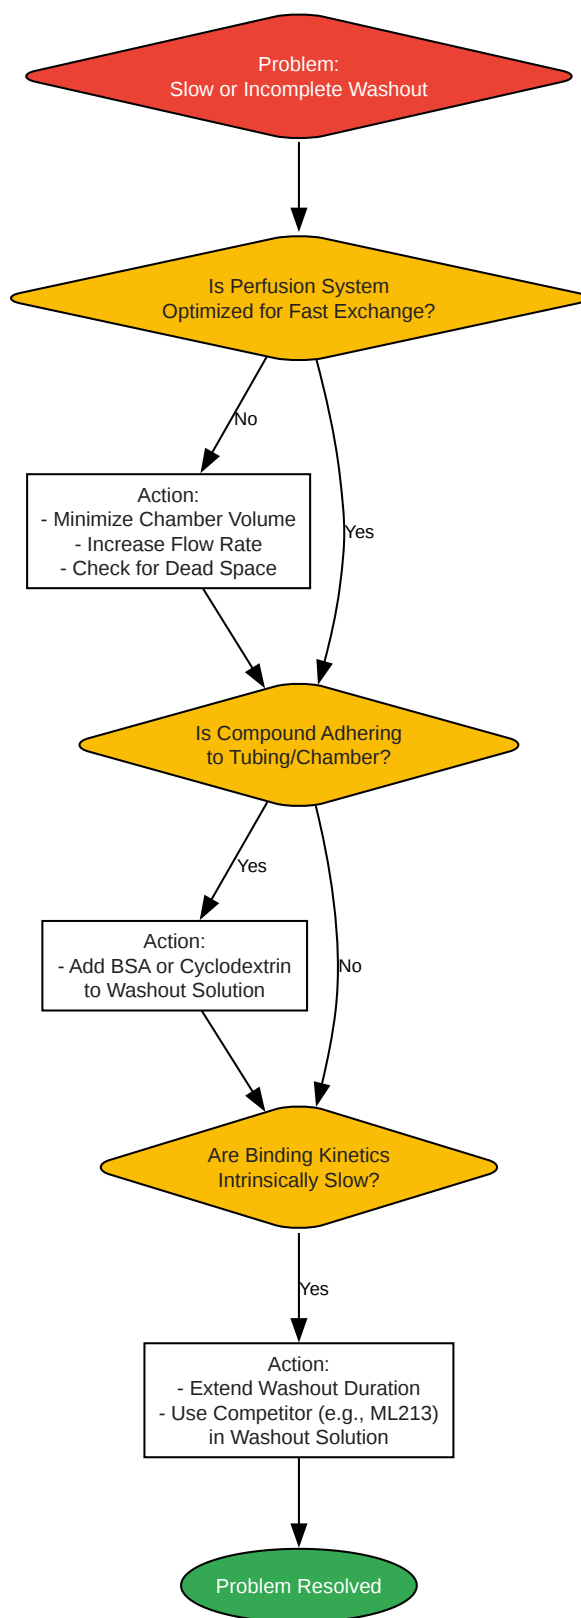 Problem:
Slow or Incomplete Washout
Is Perfusion System
Optimized for Fast Exchange?
No
Yes
Action:
- Minimize Chamber Volume
- Increase Flow Rate
- Check for Dead Space
Is Compound Adhering
to Tubing/Chamber?
Yes
No
Action:
- Add BSA or Cyclodextrin
to Washout Solution
Are Binding Kinetics
Intrinsically Slow?
Yes
Action:
- Extend Washout Duration
- Use Competitor (e.g., ML213)
in Washout Solution
Problem Resolved